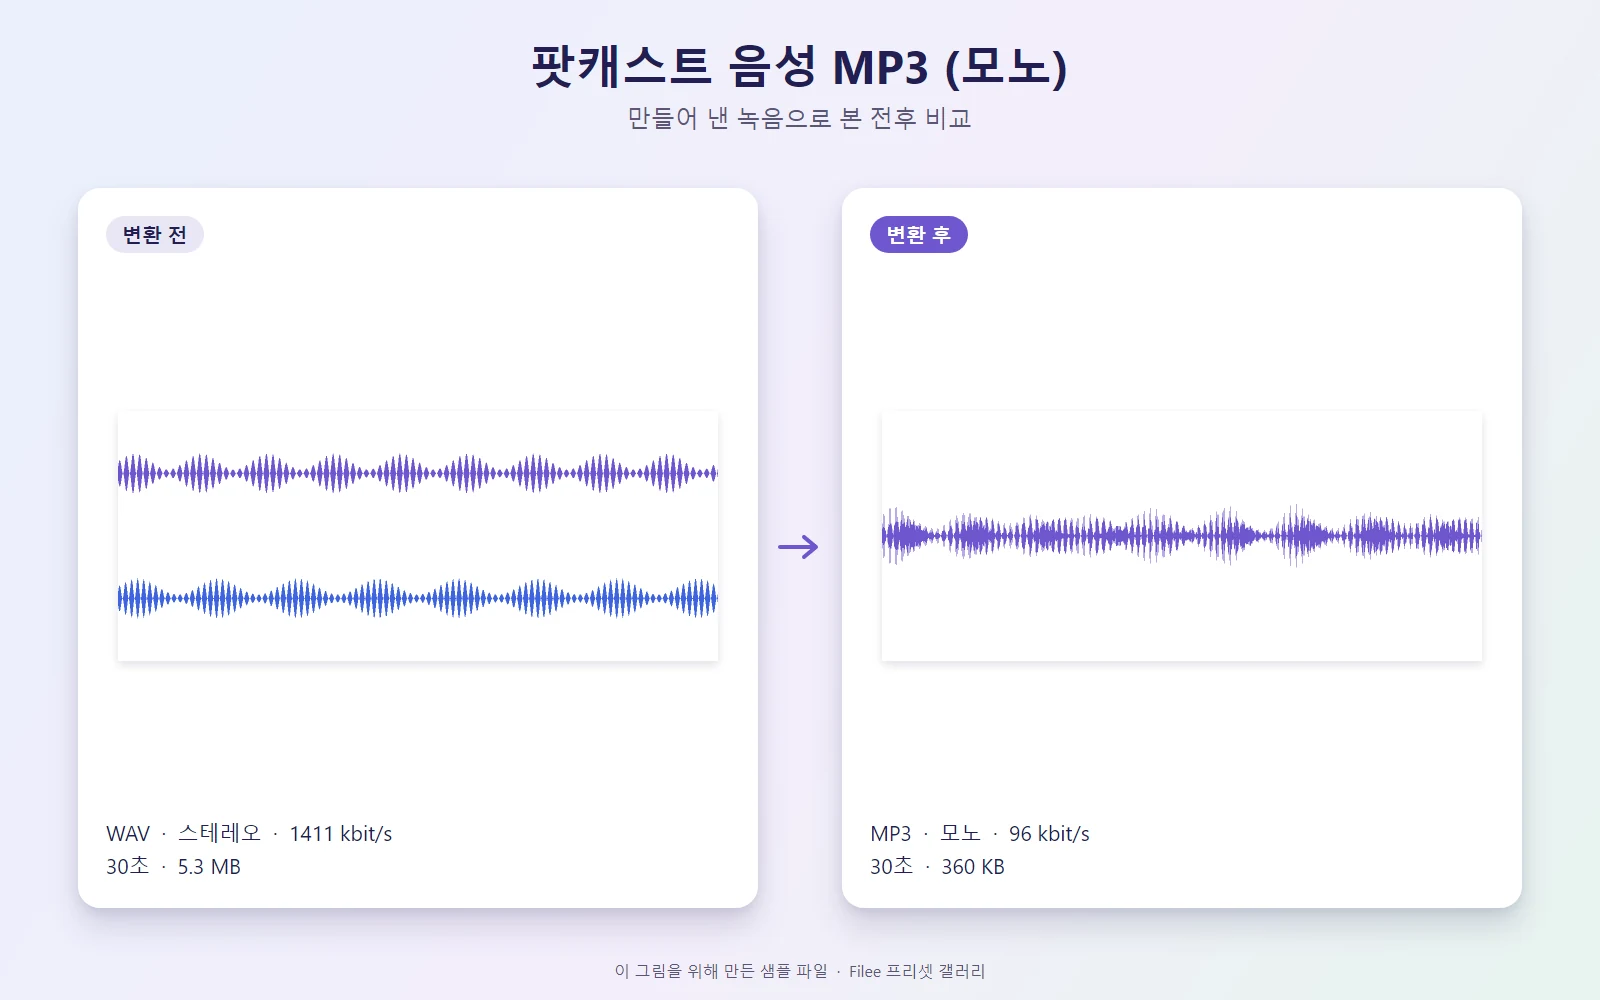 팟캐스트 음성 MP3 (모노)
만들어 낸 녹음으로 본 전후 비교
변환 전
WAV · 스테레오 · 1411 kbit/s
30초 · 5.3 MB
변환 후
MP3 · 모노 · 96 kbit/s
30초 · 360 KB
이 그림을 위해 만든 샘플 파일 · Filee 프리셋 갤러리